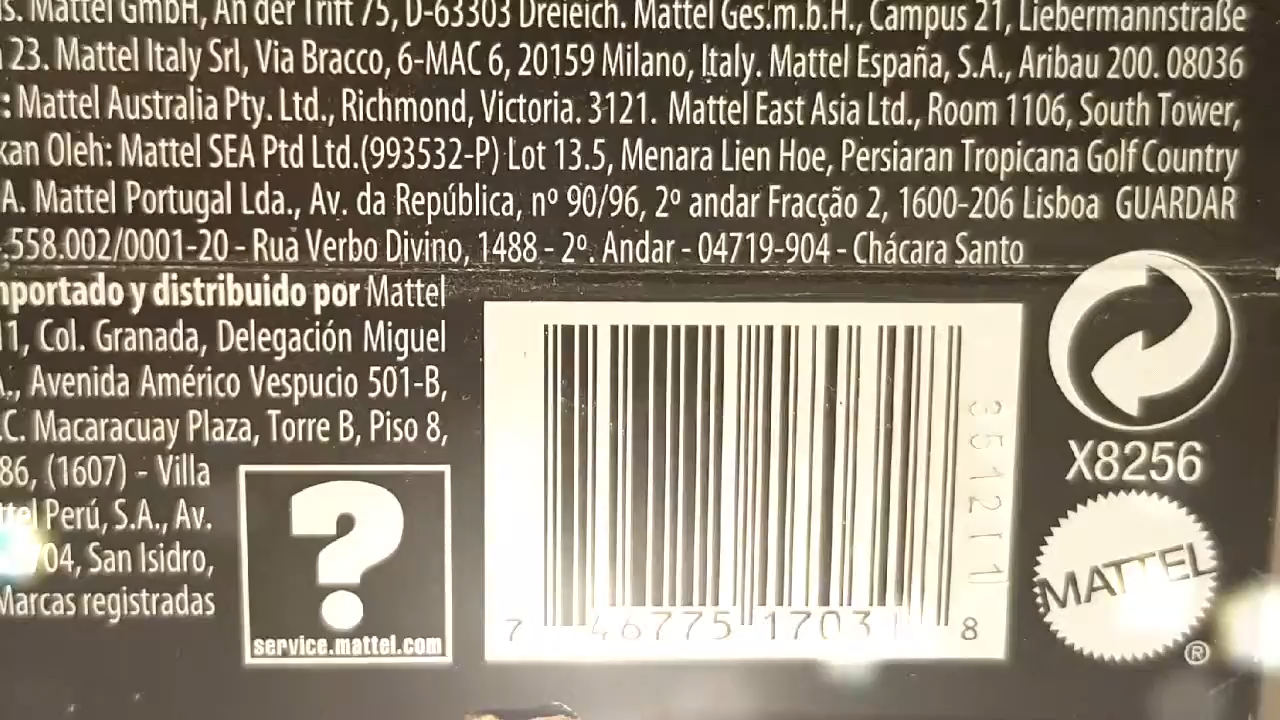 Mattel GmbH, An der Trift 75, D-63303 Dreieich. Mattel Ges.m.b.H., Campus 21, Liebermannstraße
23. Mattel Italy Srl, Via Bracco, 6-MAC 6, 20159 Milano, Italy. Mattel España, S.A., Aribau 200. 08036
: Mattel Australia Pty. Ltd., Richmond, Victoria. 3121. Mattel East Asia Ltd., Room 1106, South Tower,
kan Oleh: Mattel SEA Ptd Ltd.(993532-P) Lot 13.5, Menara Lien Hoe, Persiaran Tropicana Golf Country
A. Mattel Portugal Lda., Av. da República, nº 90/96, 2º andar Fracção 2, 1600-206 Lisboa GUARDAR
.558.002/0001-20 - Rua Verbo Divino, 1488 - 2º. Andar - 04719-904 - Chácara Santo
mportado y distribuido por Mattel
11, Col. Granada, Delegación Miguel
A., Avenida Américo Vespucio 501-B,
.C. Macaracuay Plaza, Torre B, Piso 8,
86, (1607) - Villa
ttel Perú, S.A., Av.
04, San Isidro,
Marcas registradas
?
service.mattel.com
7 46775 1703 8
X8256
MATTEL
®